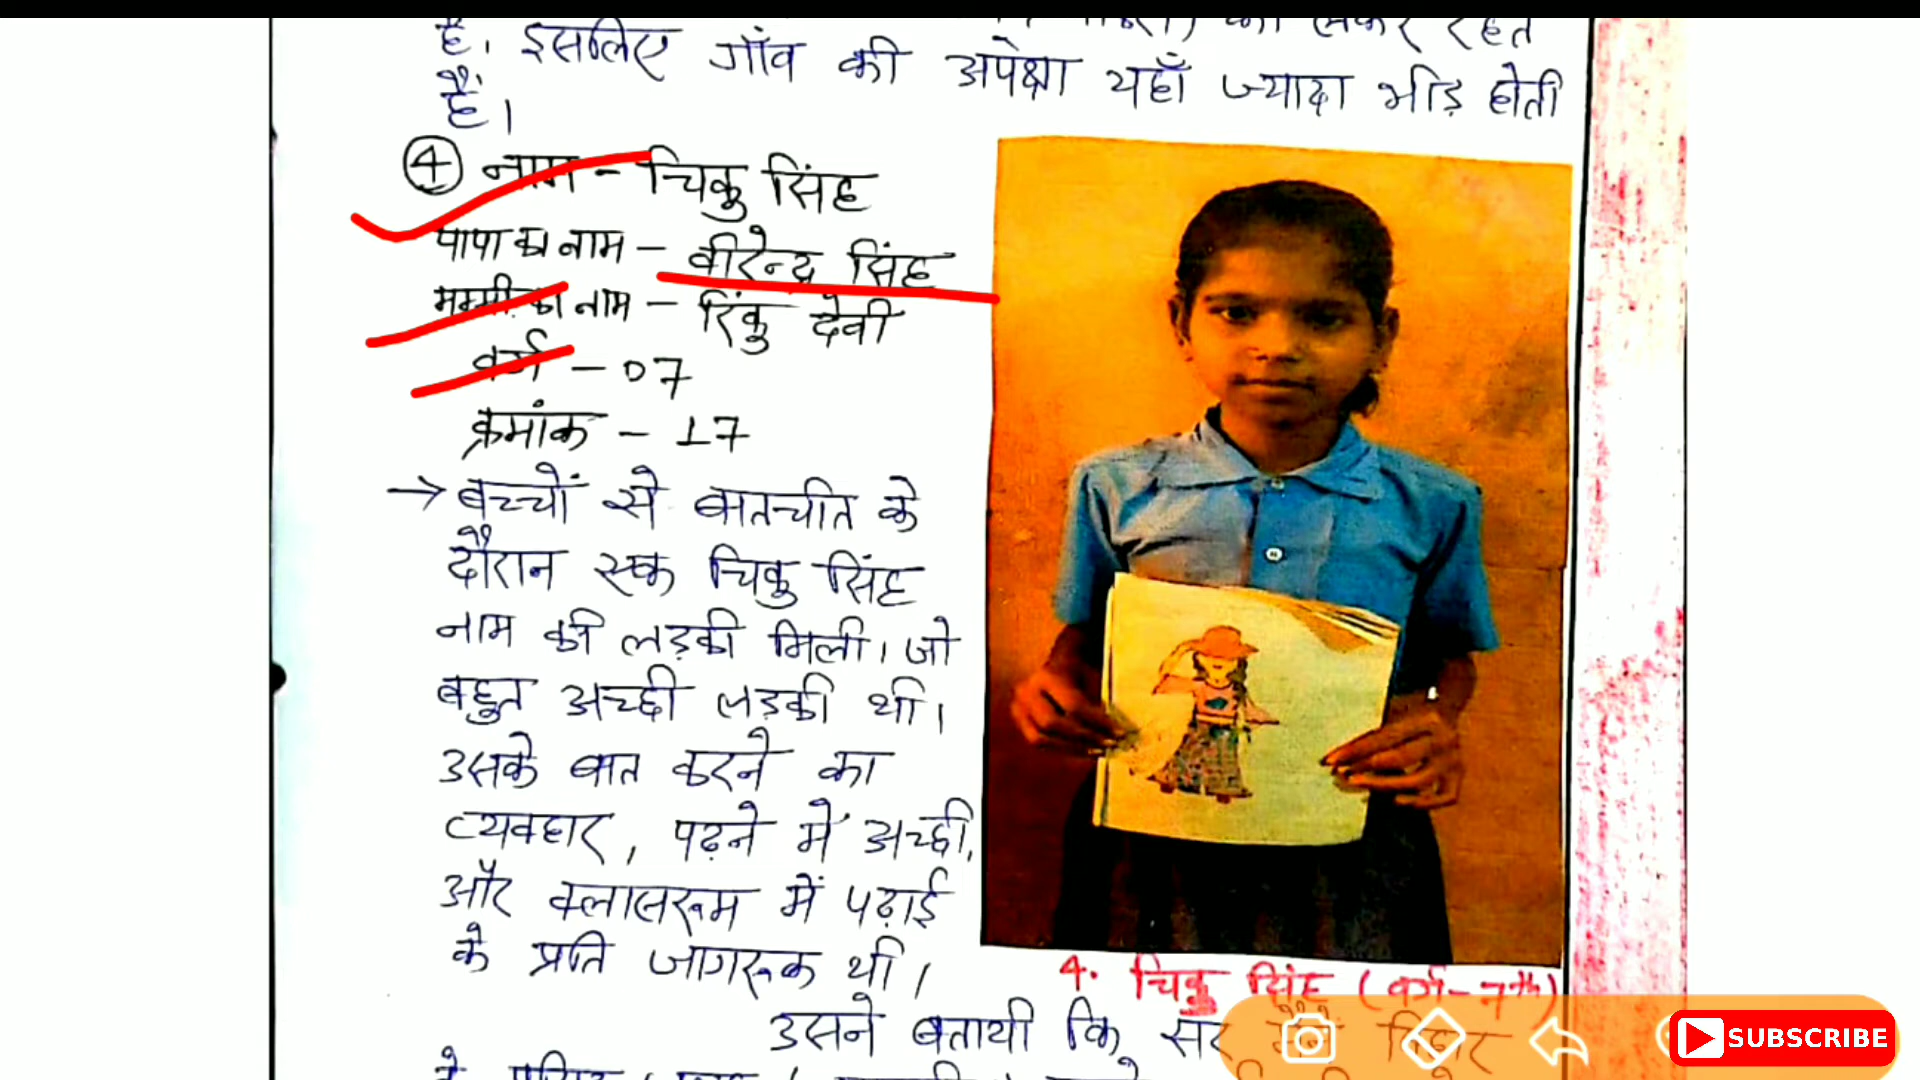 है। इसलिए गाँव की अपेक्षा यहाँ ज्यादा भीड़ होती
हैं।
④ नाम - चिकु सिंह
पापा का नाम - वीरेन्द्र सिंह
मम्मी का नाम - रिंकु देवी
वर्ग - 07
क्रमांक - 17
→ बच्चों से बातचीत के
दौरान एक चिकु सिंह
नाम की लड़की मिली। जो
बहुत अच्छी लड़की थी।
उसके बात करने का
व्यवहार, पढ़ने में अच्छी,
और क्लासरूम में पढ़ाई
के प्रति जागरूक थी।
4. चिकु सिंह (वर्ग - 7th)
उसने बतायी कि, सर मैंने बिहार
SUBSCRIBE